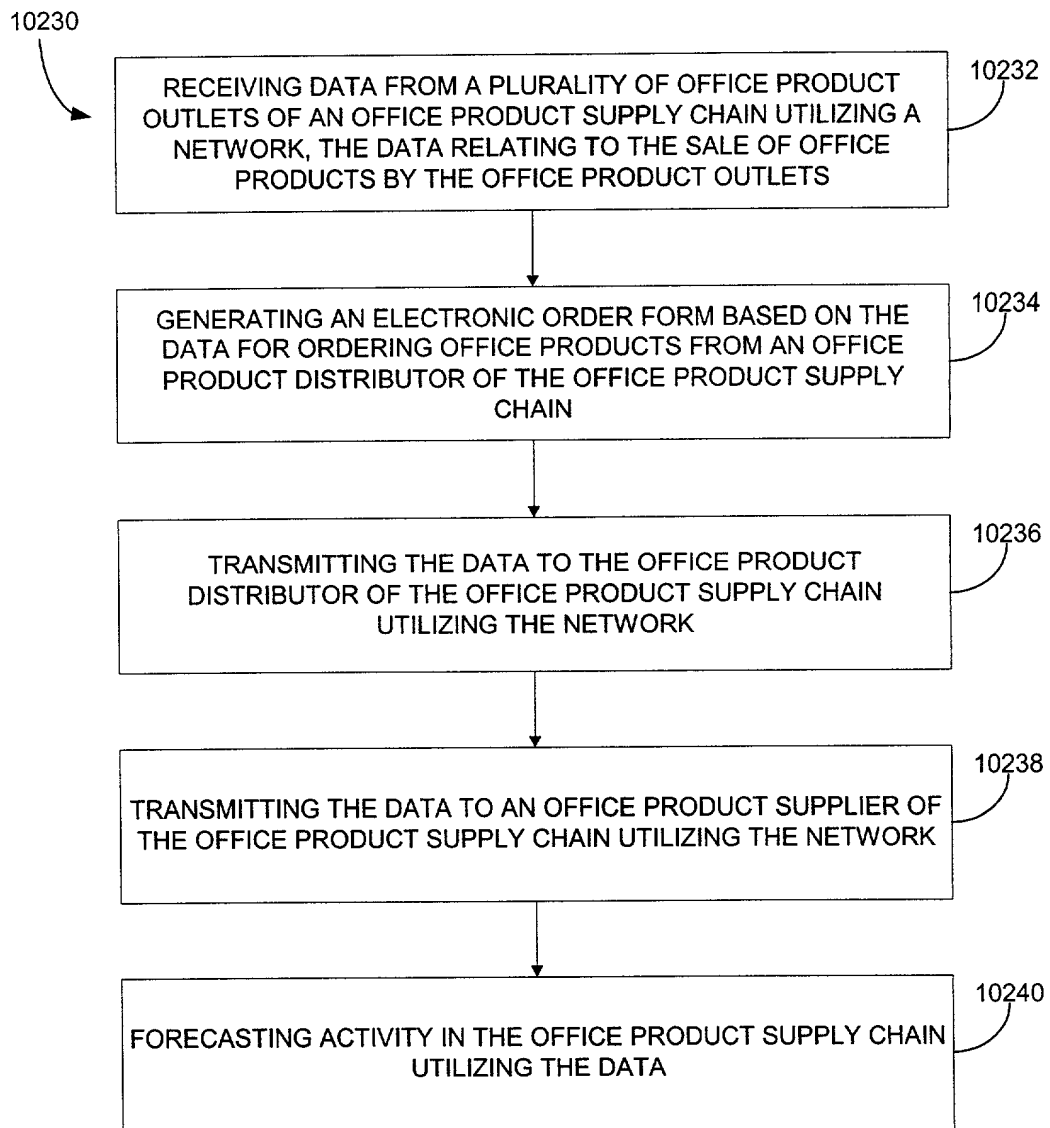 10230
10232
RECEIVING DATA FROM A PLURALITY OF OFFICE PRODUCT
OUTLETS OF AN OFFICE PRODUCT SUPPLY CHAIN UTILIZING A
NETWORK, THE DATA RELATING TO THE SALE OF OFFICE
PRODUCTS BY THE OFFICE PRODUCT OUTLETS
10234
GENERATING AN ELECTRONIC ORDER FORM BASED ON THE
DATA FOR ORDERING OFFICE PRODUCTS FROM AN OFFICE
PRODUCT DISTRIBUTOR OF THE OFFICE PRODUCT SUPPLY
CHAIN
10236
TRANSMITTING THE DATA TO THE OFFICE PRODUCT
DISTRIBUTOR OF THE OFFICE PRODUCT SUPPLY CHAIN
UTILIZING THE NETWORK
10238
TRANSMITTING THE DATA TO AN OFFICE PRODUCT SUPPLIER OF
THE OFFICE PRODUCT SUPPLY CHAIN UTILIZING THE NETWORK
10240
FORECASTING ACTIVITY IN THE OFFICE PRODUCT SUPPLY CHAIN
UTILIZING THE DATA